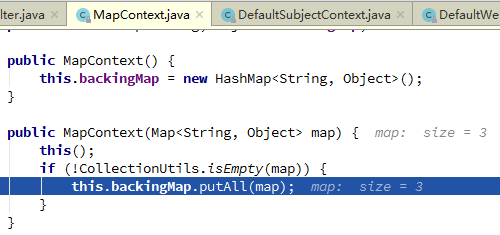 lter.java × MapContext.java × DefaultSubjectContext.java × DefaultWe
public MapContext() {
this.backingMap = new HashMap<String, Object>();
}
public MapContext(Map<String, Object> map) { map: size = 3
this();
if (!CollectionUtils.isEmpty(map)) {
this.backingMap.putAll(map); map: size = 3
}
}